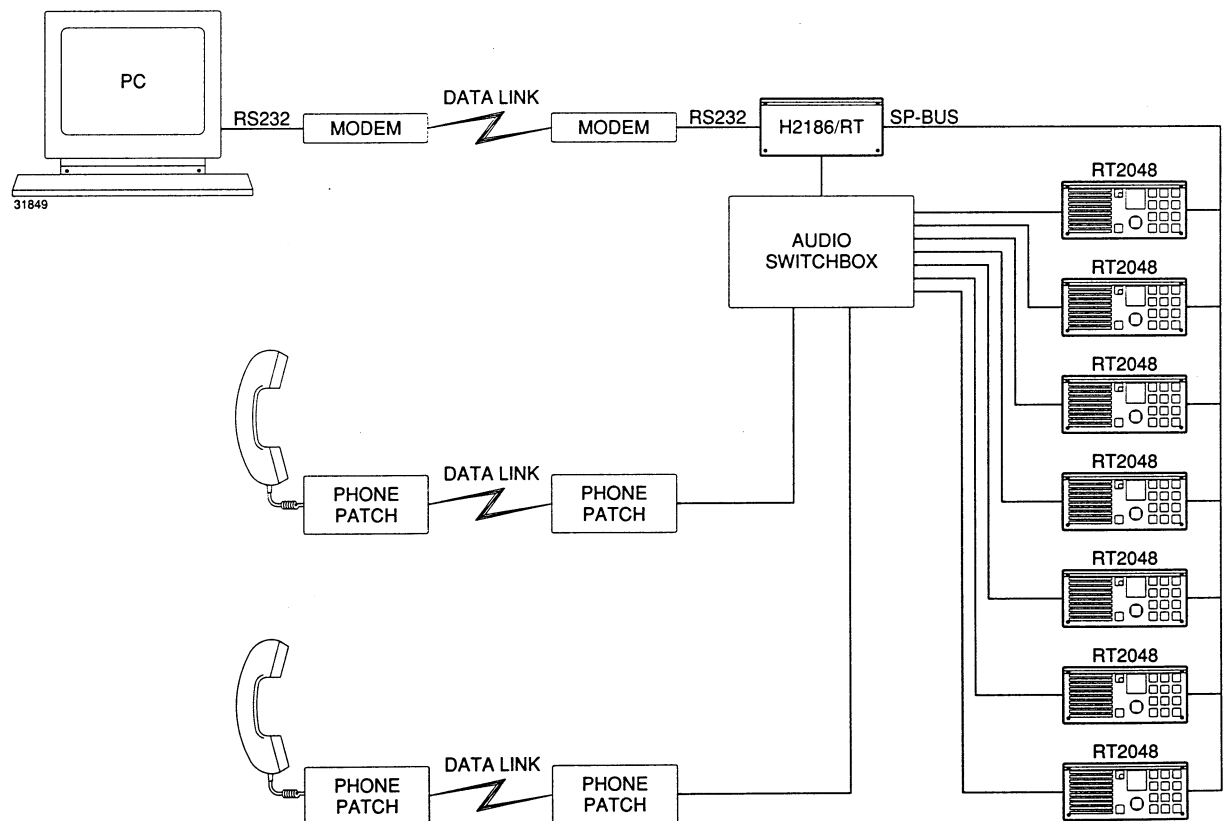 PC
RS232
MODEM
DATA LINK
MODEM
RS232
H2186/RT
SP-BUS
31849
AUDIO
SWITCHBOX
RT2048
RT2048
RT2048
RT2048
RT2048
RT2048
RT2048
PHONE
PATCH
DATA LINK
PHONE
PATCH
PHONE
PATCH
DATA LINK
PHONE
PATCH